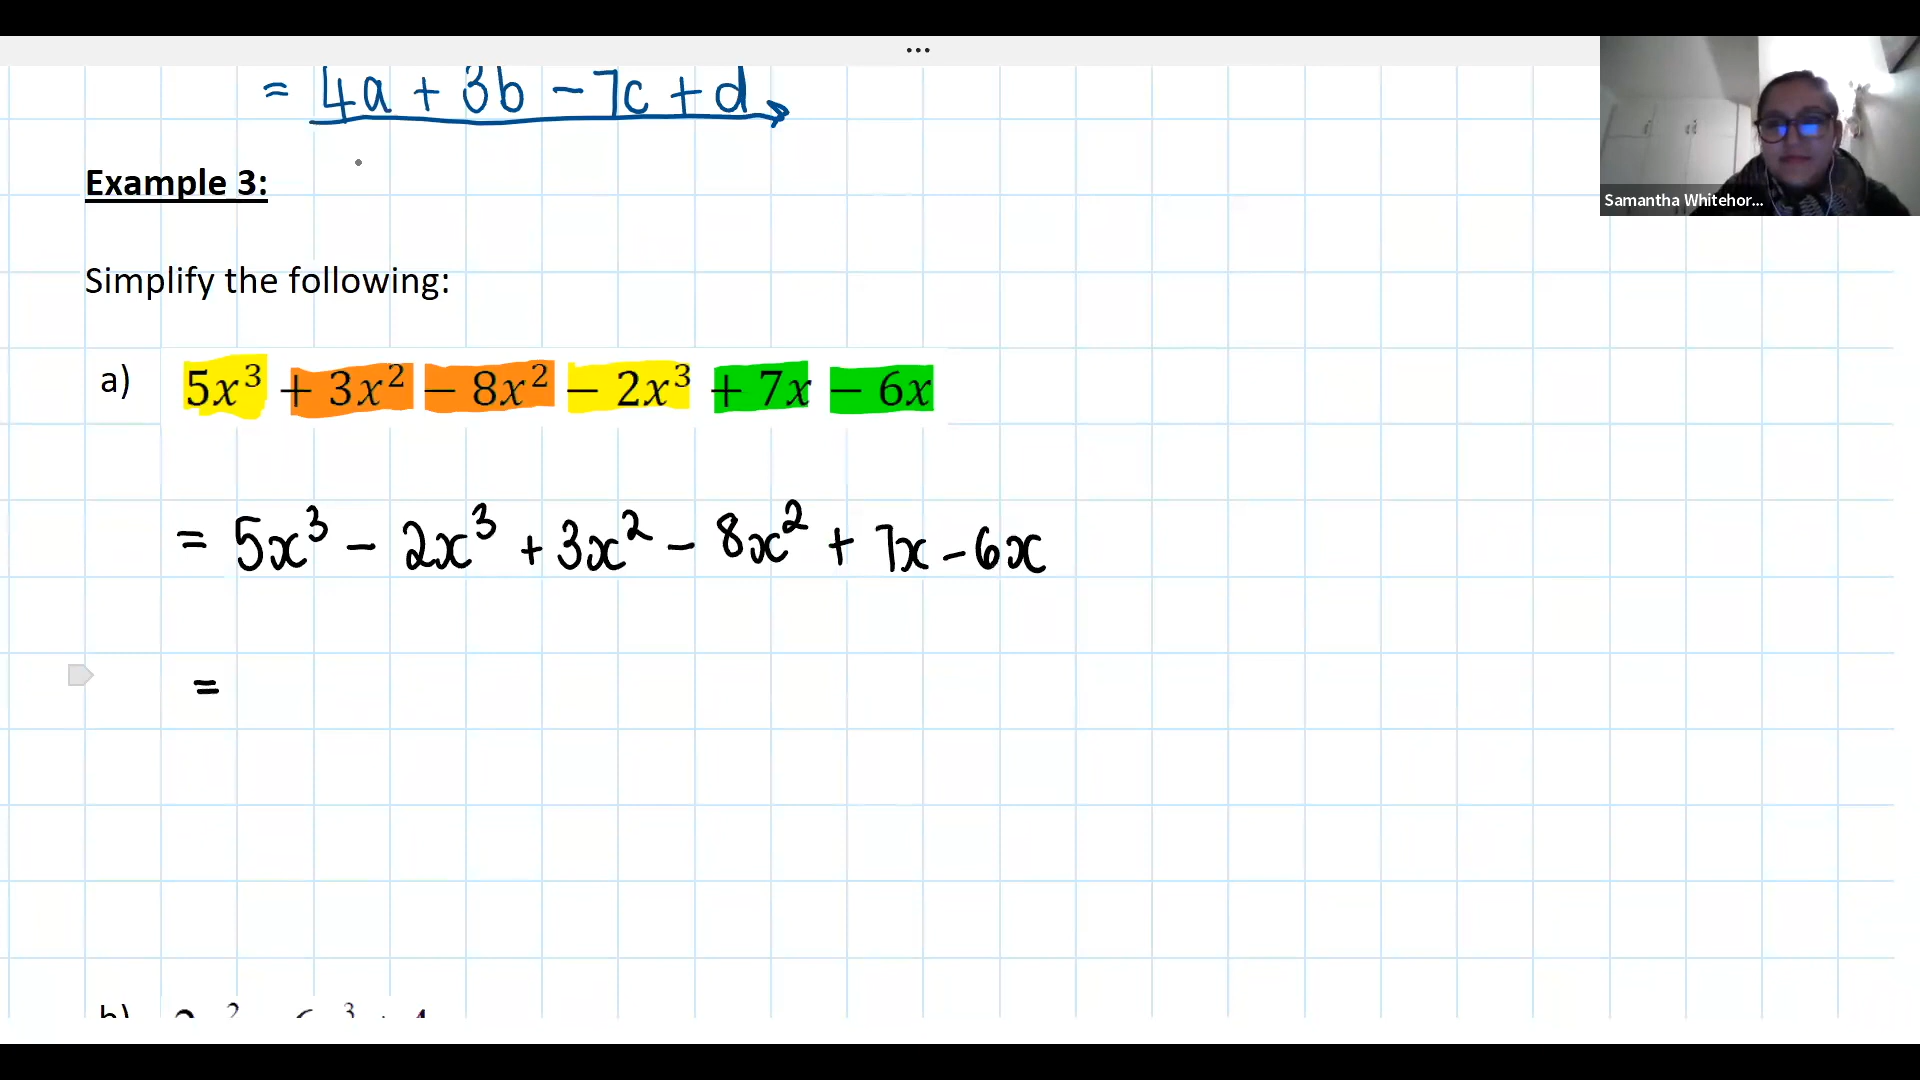 = 4a + 3b - 7c + d
Samantha Whitehor...
Example 3:
Simplify the following:
a) 5x³ + 3x² − 8x² − 2x³ + 7x − 6x
= 5x³ - 2x³ + 3x² - 8x² + 7x - 6x
=
b)